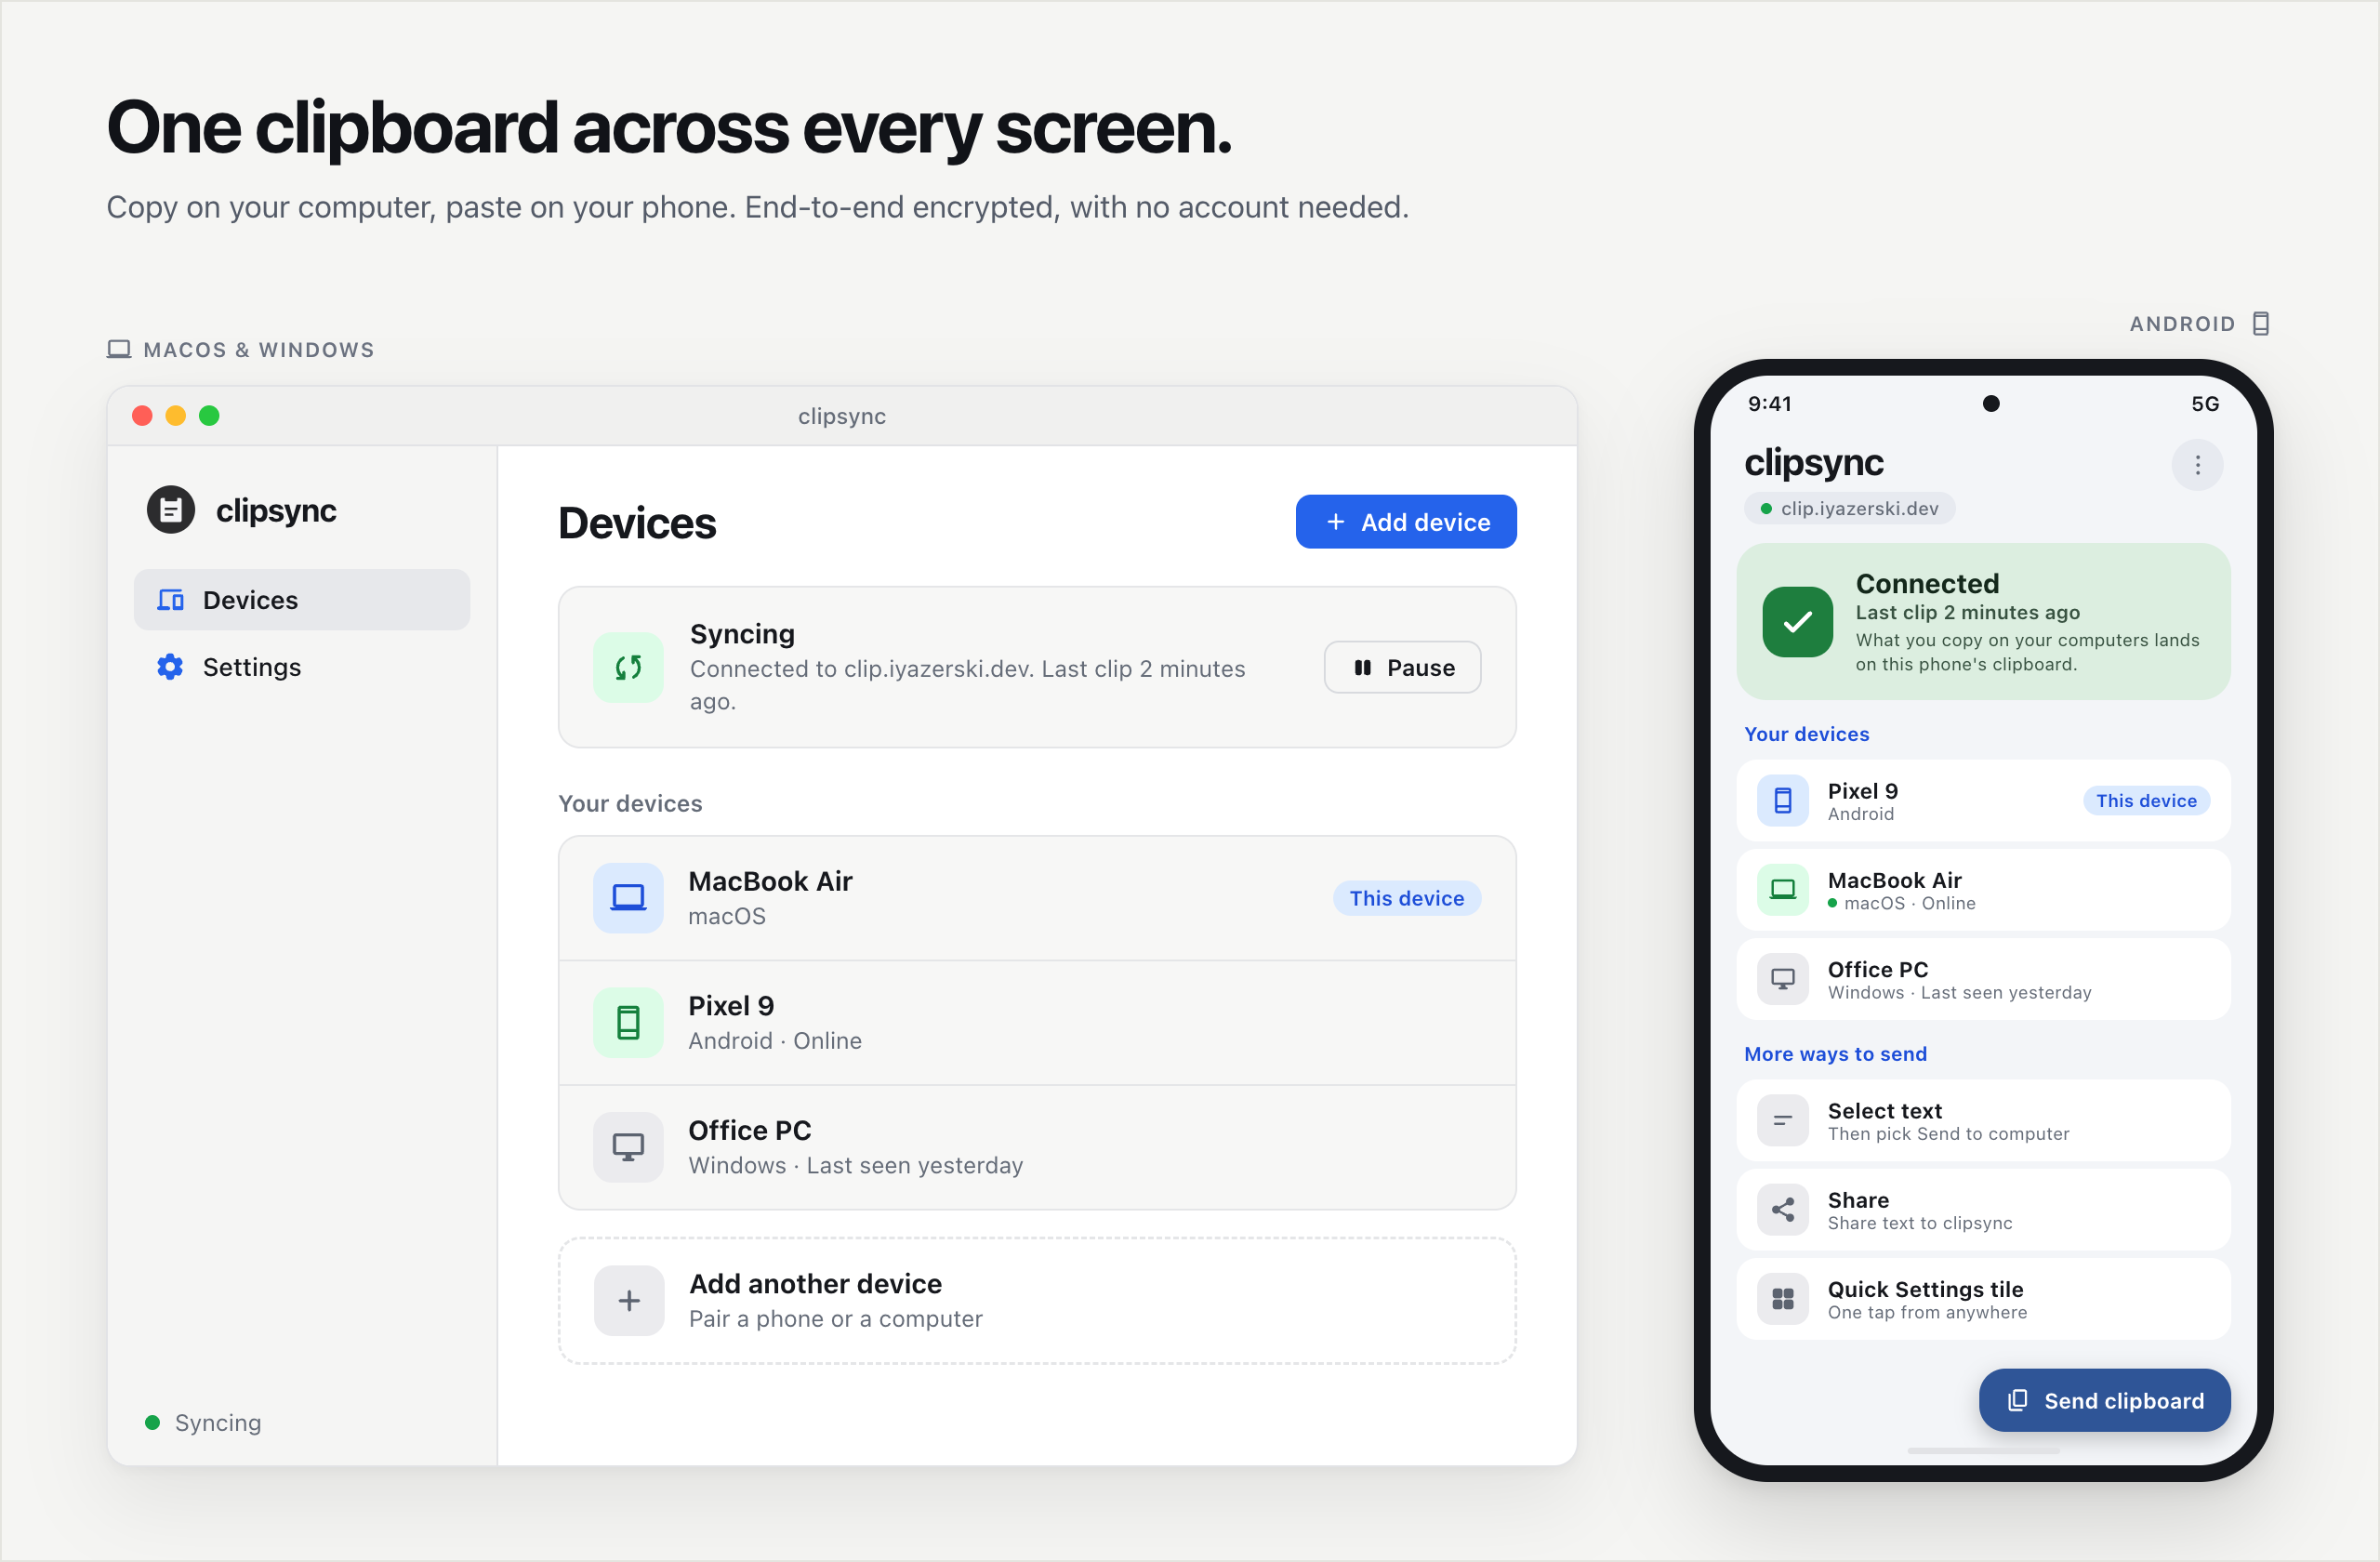 One clipboard across every screen.
Copy on your computer, paste on your phone. End-to-end encrypted, with no account needed.
MACOS & WINDOWS
clipsync
clipsync
Devices
Settings
Syncing
Devices
+ Add device
Syncing
Connected to clip.iyazerski.dev. Last clip 2 minutes
ago.
Pause
Your devices
MacBook Air
macOS
This device
Pixel 9
Android · Online
Office PC
Windows · Last seen yesterday
Add another device
Pair a phone or a computer
ANDROID
9:41
5G
clipsync
clip.iyazerski.dev
Connected
Last clip 2 minutes ago
What you copy on your computers lands
on this phone's clipboard.
Your devices
Pixel 9
Android
This device
MacBook Air
macOS · Online
Office PC
Windows · Last seen yesterday
More ways to send
Select text
Then pick Send to computer
Share
Share text to clipsync
Quick Settings tile
One tap from anywhere
Send clipboard